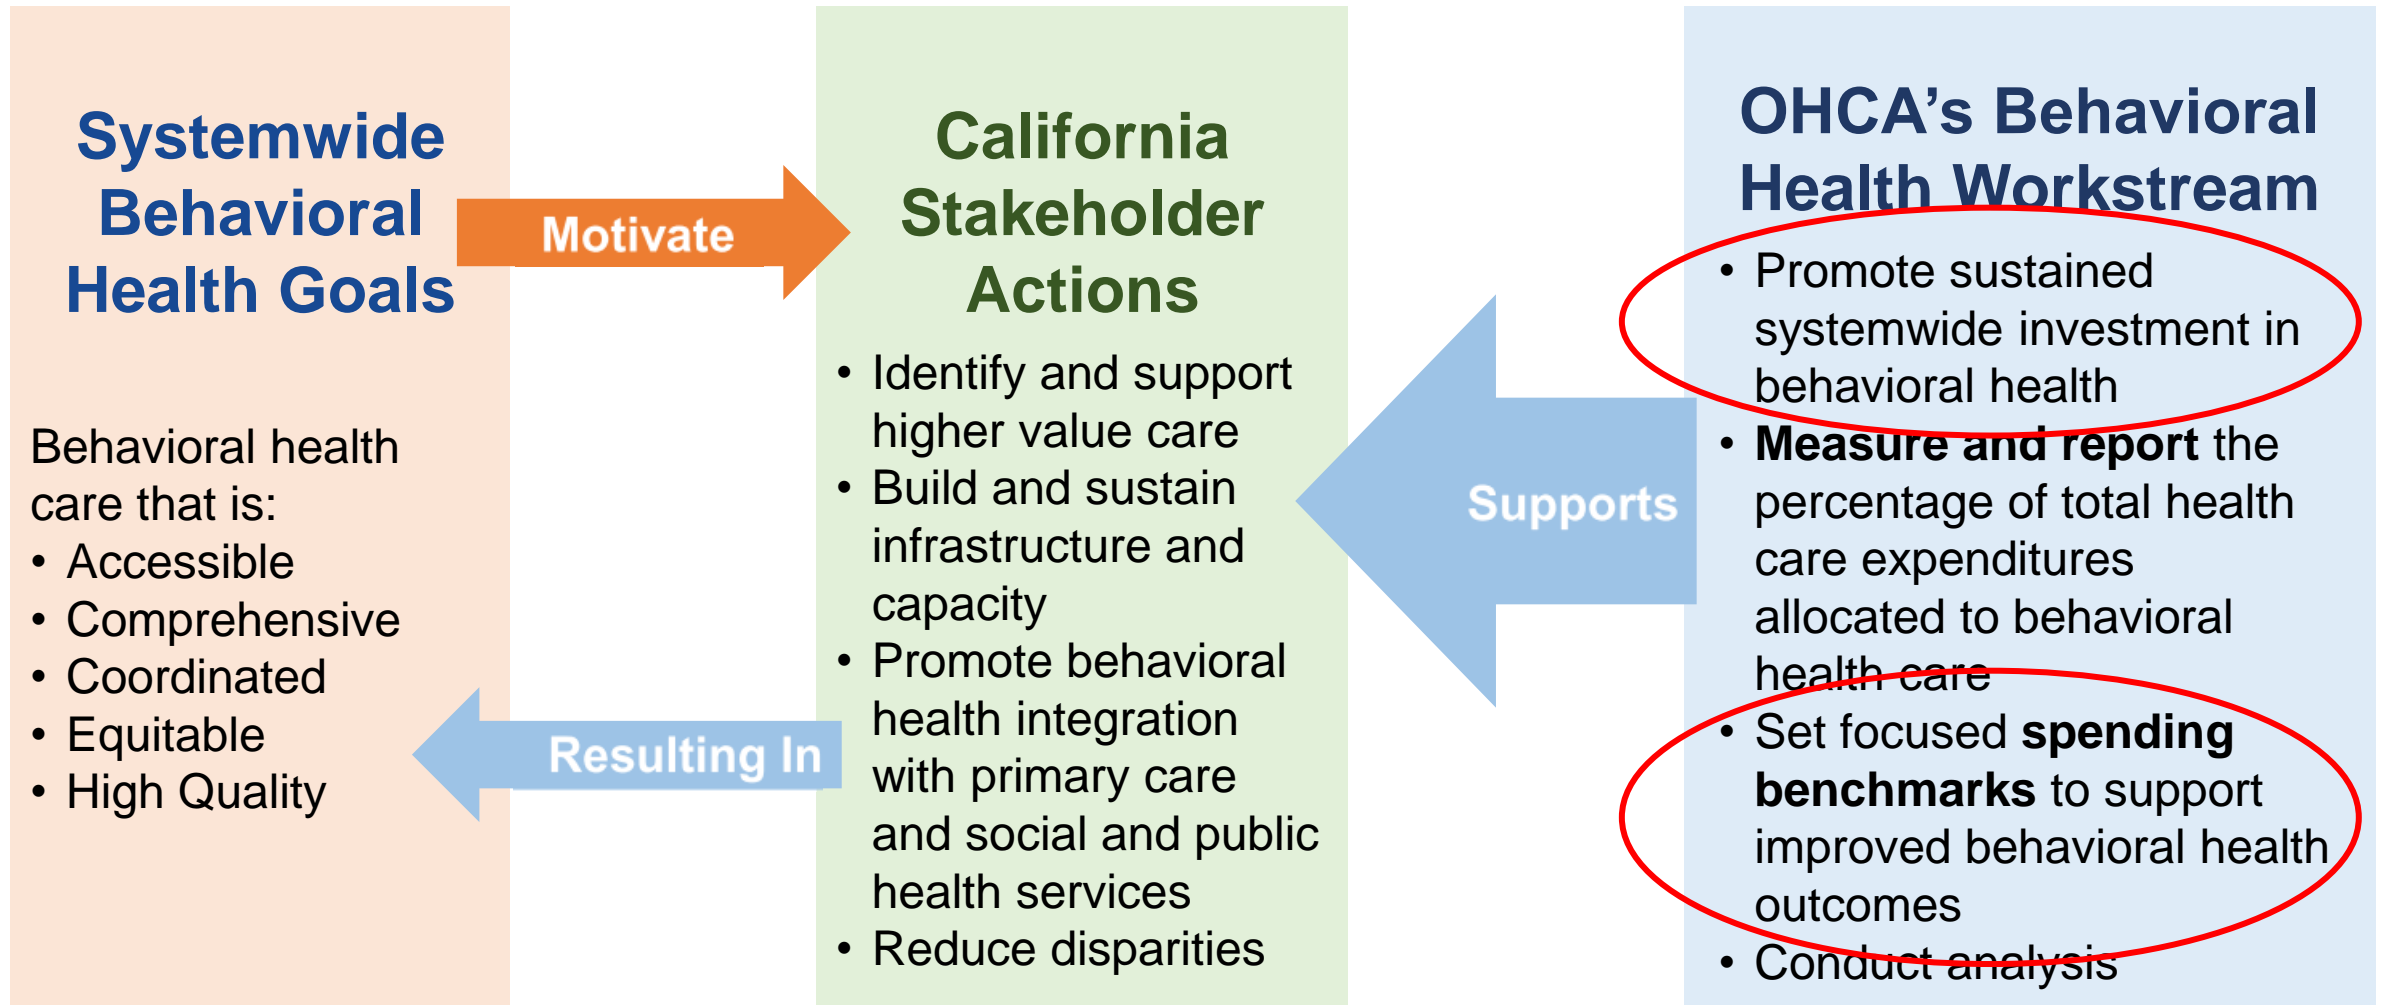 Systemwide
Behavioral
Health Goals
Behavioral health
care that is:
• Accessible
• Comprehensive
• Coordinated
• Equitable
• High Quality
Motivate
Resulting In
California
Stakeholder
Actions
• Identify and support
higher value care
• Build and sustain
infrastructure and
capacity
• Promote behavioral
health integration
with primary care
and social and public
health services
• Reduce disparities
Supports
OHCA’s Behavioral
Health Workstream
• Promote sustained
systemwide investment in
behavioral health
• Measure and report the
percentage of total health
care expenditures
allocated to behavioral
health care
• Set focused spending
benchmarks to support
improved behavioral health
outcomes
• Conduct analysis